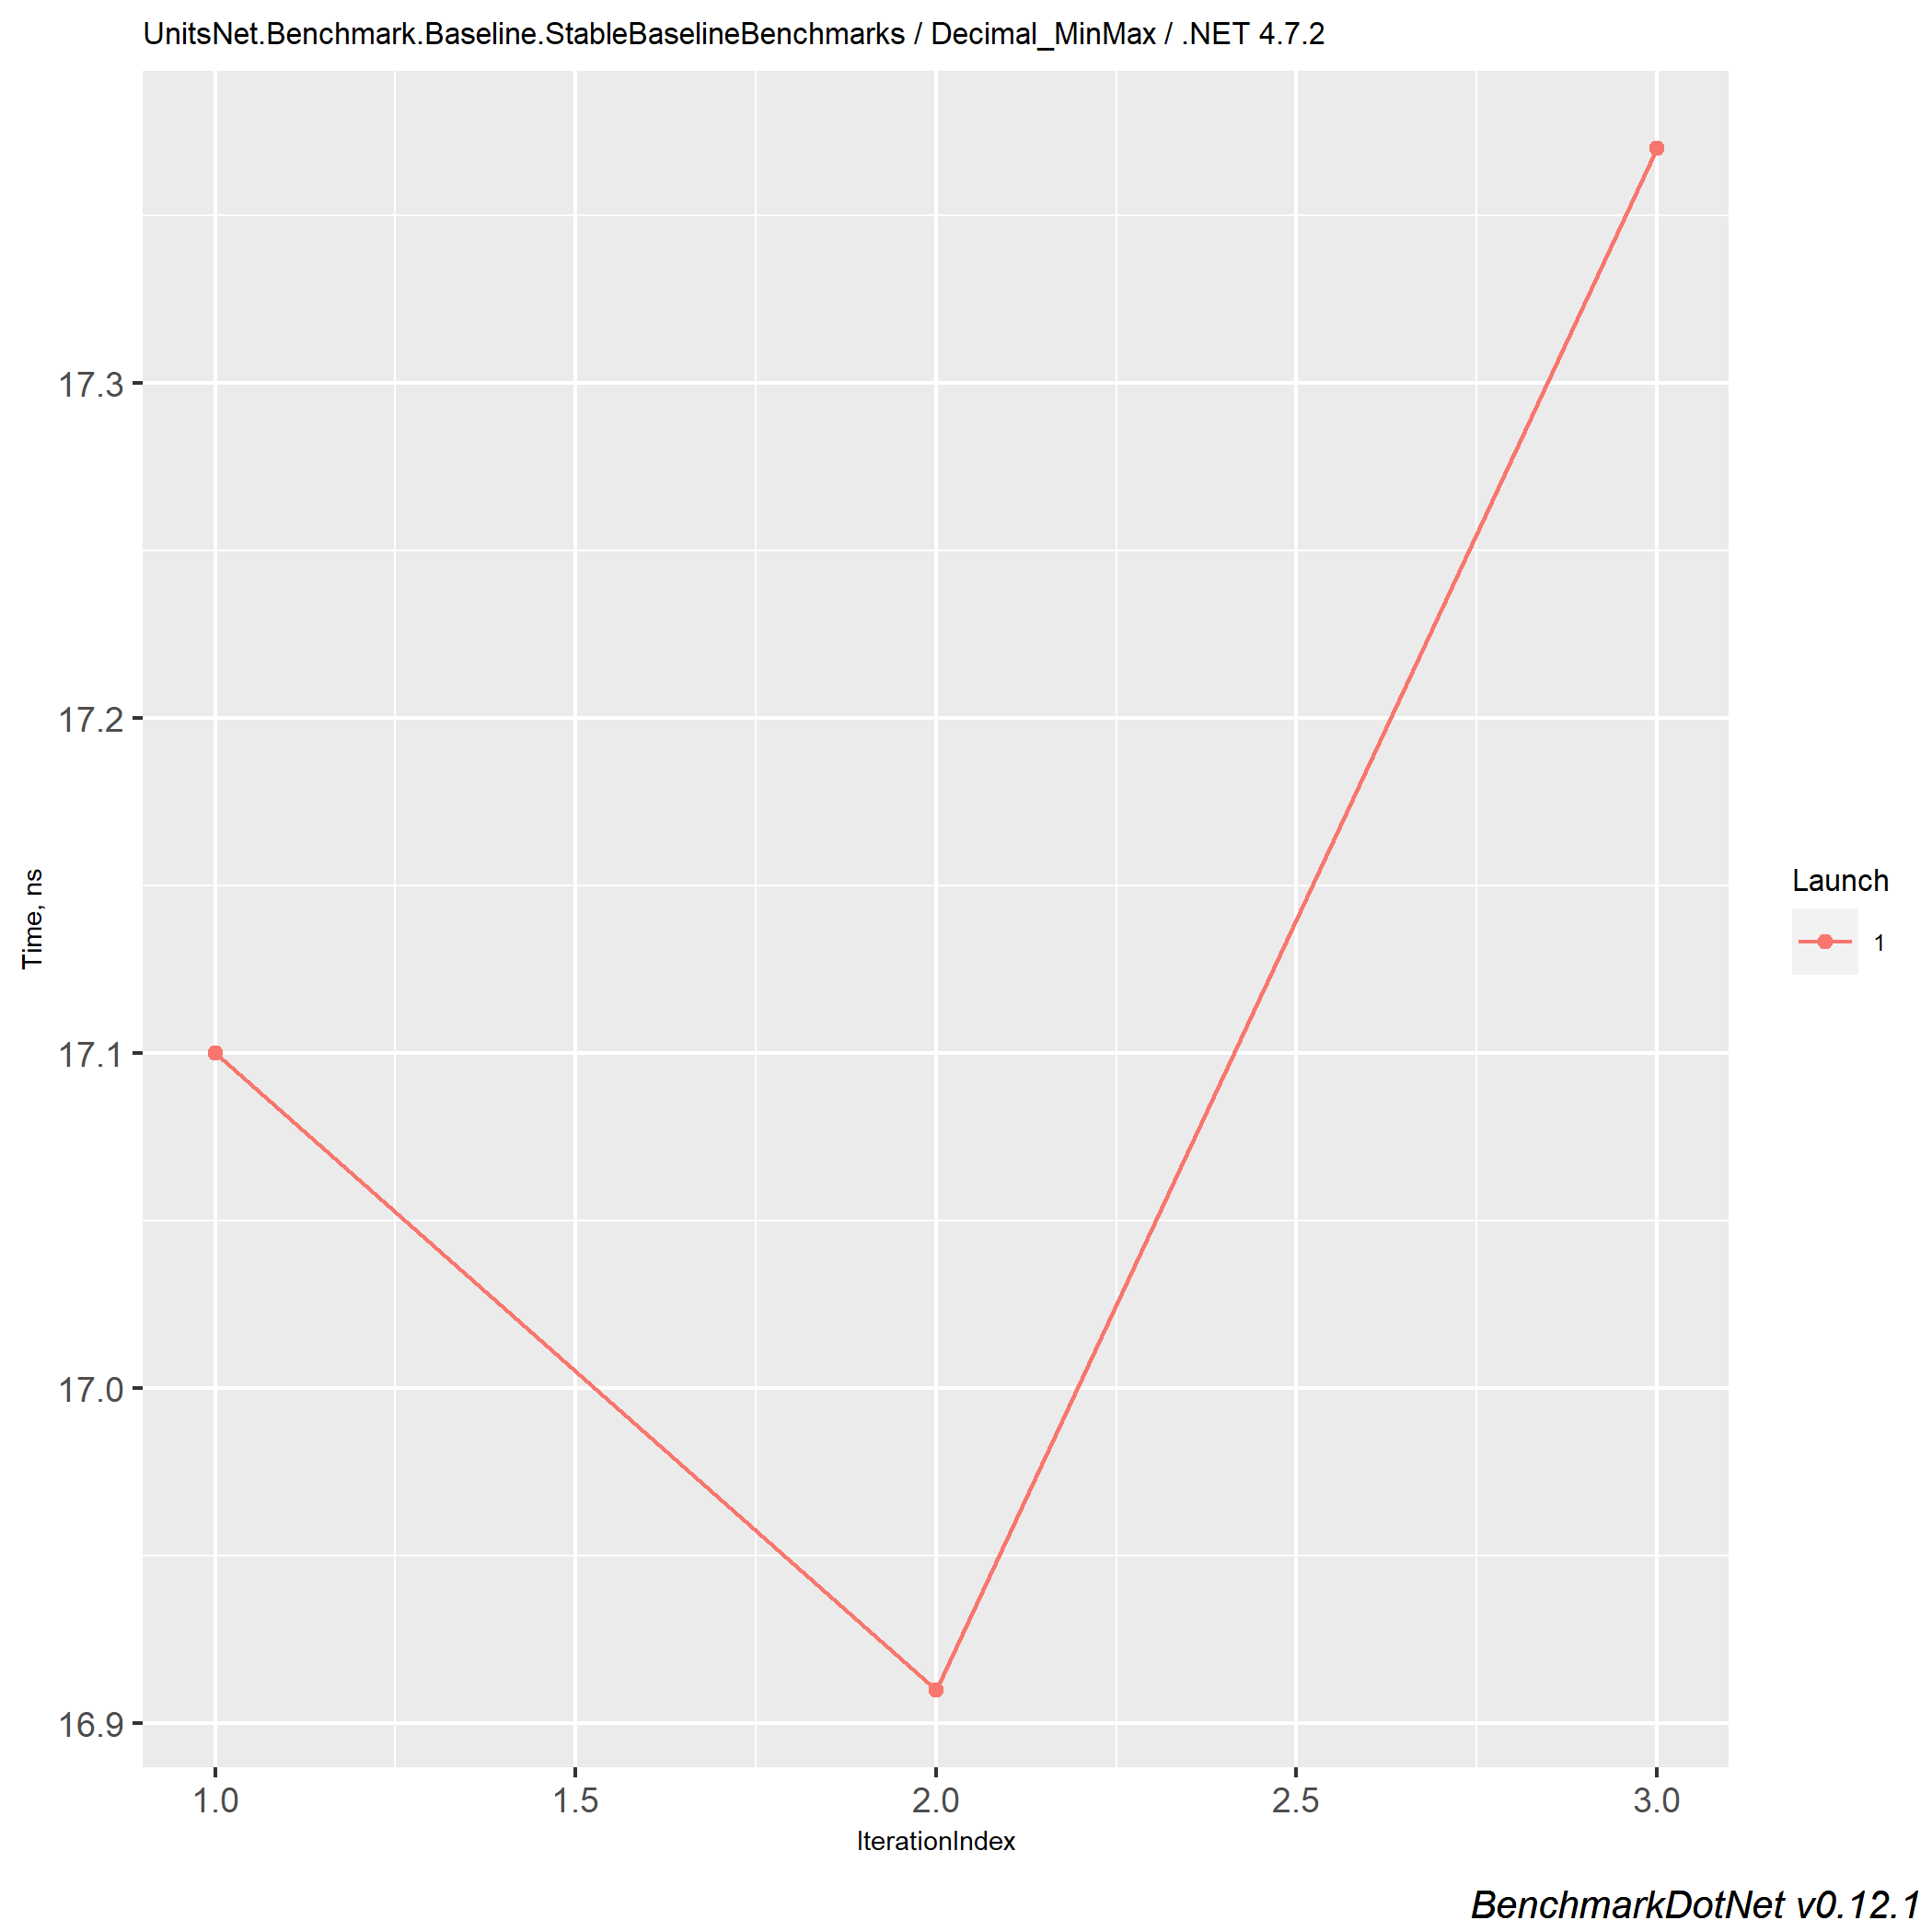 UnitsNet.Benchmark.Baseline.StableBaselineBenchmarks / Decimal_MinMax / .NET 4.7.2
17.3
17.2
17.1
17.0
16.9
Time, ns
1.0 1.5 2.0 2.5 3.0
IterationIndex
Launch
1
BenchmarkDotNet v0.12.1